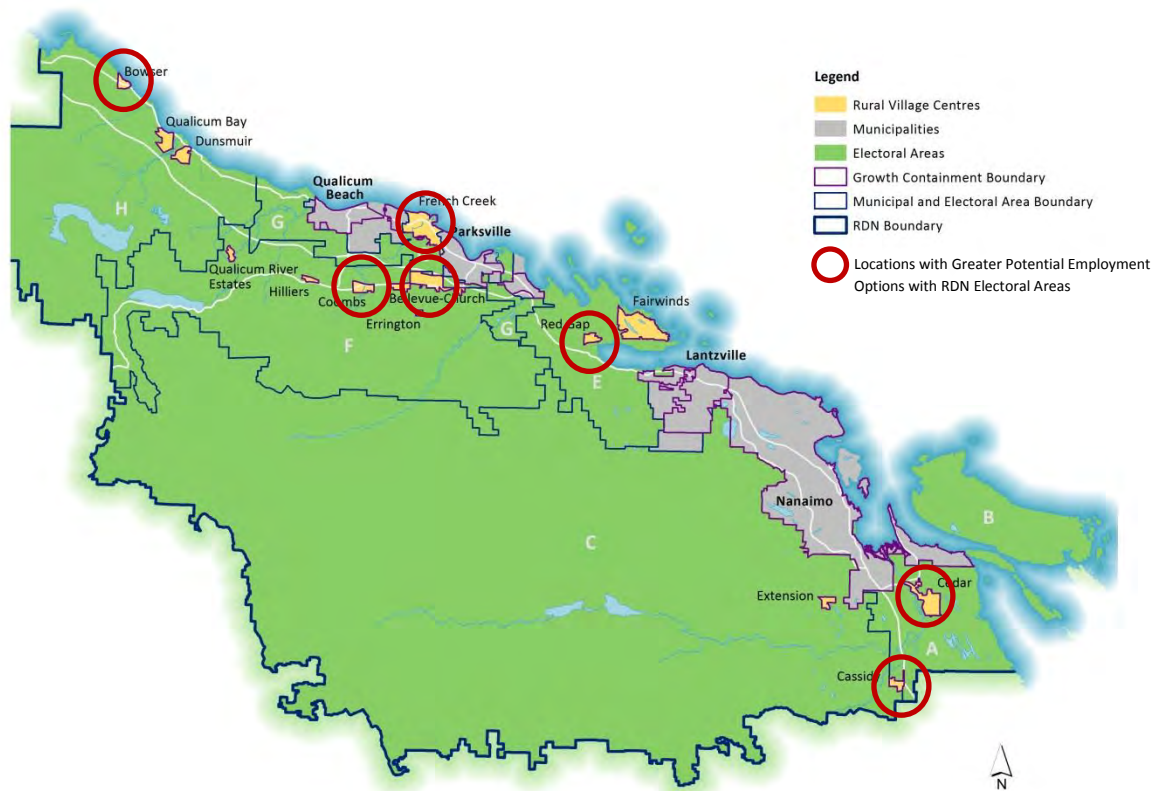 Bowser
Qualicum Bay
Dunsmuir
H
G
Qualicum
Beach
French Creek
Parksville
Qualicum River
Estates
Hilliers
Coombs
Bellevue-Church
Errington
F
G
Red Gap
Fairwinds
E
Lantzville
Nanaimo
B
C
Extension
Cedar
A
Cassidy
N
Legend
Rural Village Centres
Municipalities
Electoral Areas
Growth Containment Boundary
Municipal and Electoral Area Boundary
RDN Boundary
Locations with Greater Potential Employment
Options with RDN Electoral Areas